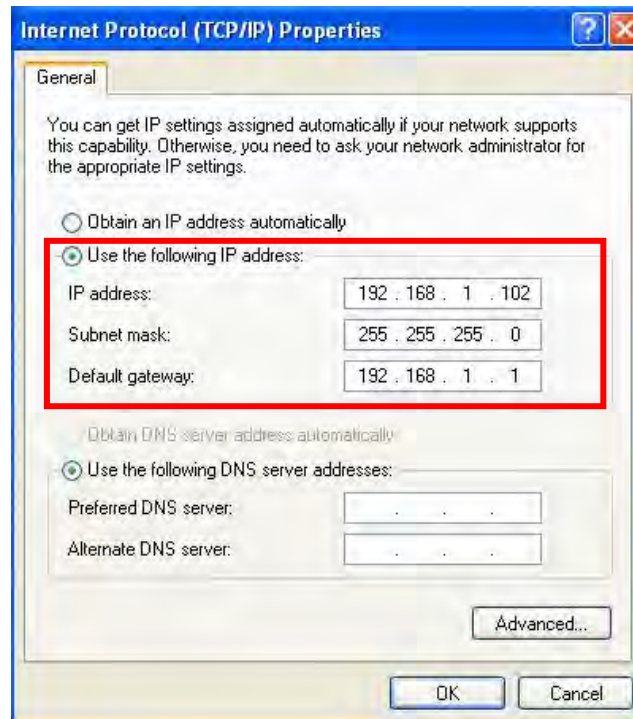 Internet Protocol (TCP/IP) Properties
General
You can get IP settings assigned automatically if your network supports
this capability. Otherwise, you need to ask your network administrator for
the appropriate IP settings.
Obtain an IP address automatically
Use the following IP address:
IP address: 192 . 168 . 1 . 102
Subnet mask: 255 . 255 . 255 . 0
Default gateway: 192 . 168 . 1 . 1
Obtain DNS server address automatically
Use the following DNS server addresses:
Preferred DNS server: . . .
Alternate DNS server: . . .
Advanced...
OK Cancel